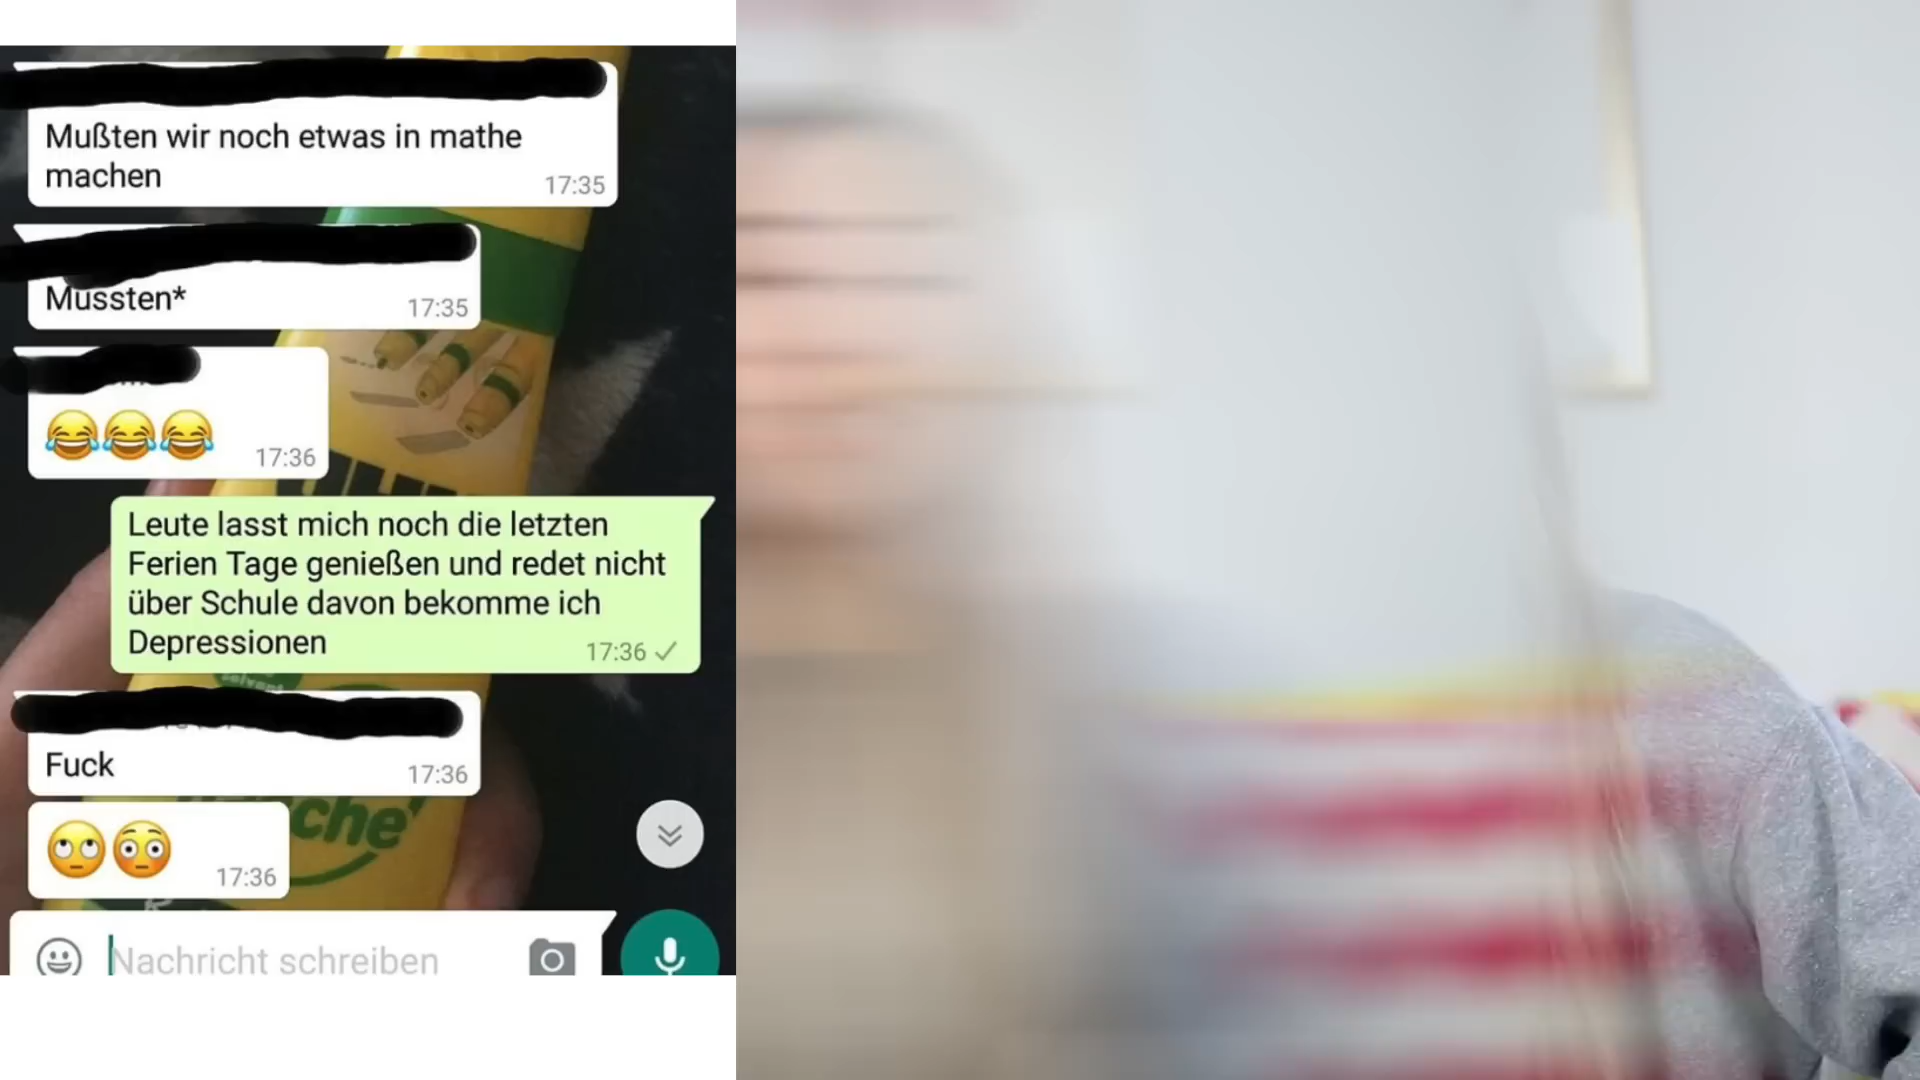 Mußten wir noch etwas in mathe
machen
17:35
Mussten*
17:35
17:36
Leute lasst mich noch die letzten
Ferien Tage genießen und redet nicht
über Schule davon bekomme ich
Depressionen
17:36
solvent
Fuck
17:36
che
17:36
Nachricht schreiben